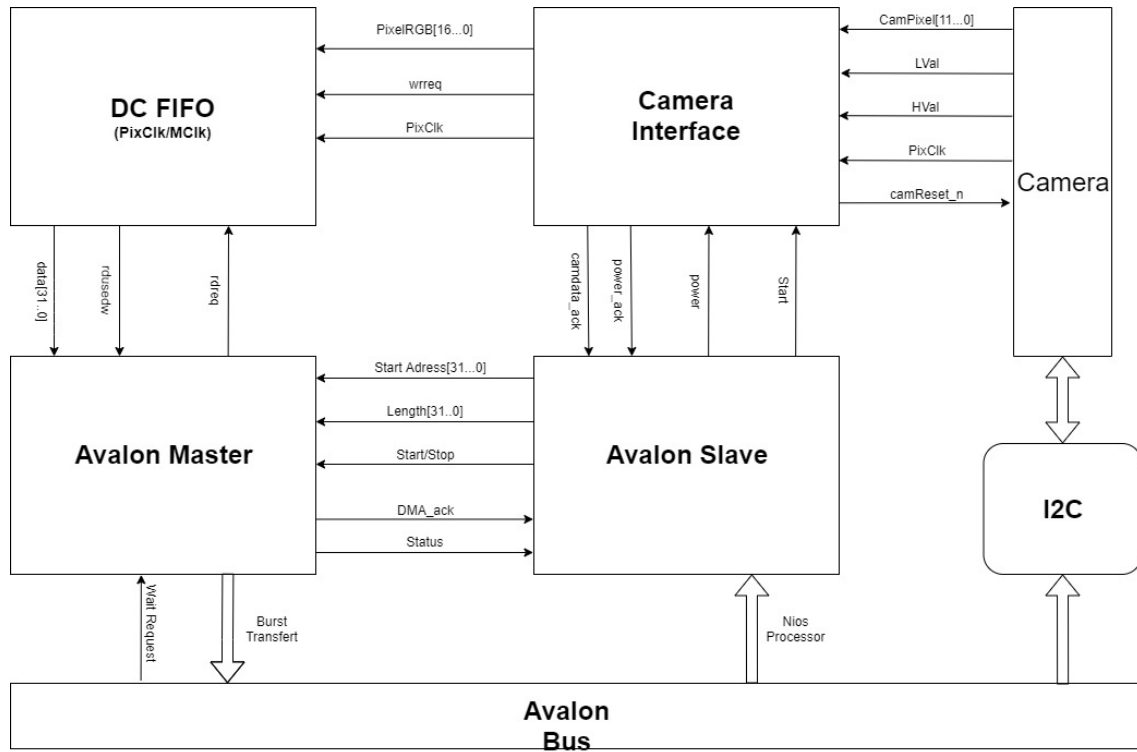 PixelRGB[16...0]
wrreq
PixClk
DC FIFO
(PixClk/MClk)
Camera
Interface
CamPixel[11...0]
LVal
HVal
PixClk
camReset_n
Camera
data[31..0]
rdusedw
rdreq
camdata_ack
power_ack
power
Start
Avalon Master
Start Adress[31...0]
Length[31..0]
Start/Stop
DMA_ack
Status
Avalon Slave
I2C
Wait Request
Burst
Transfert
Nios
Processor
Avalon
Bus